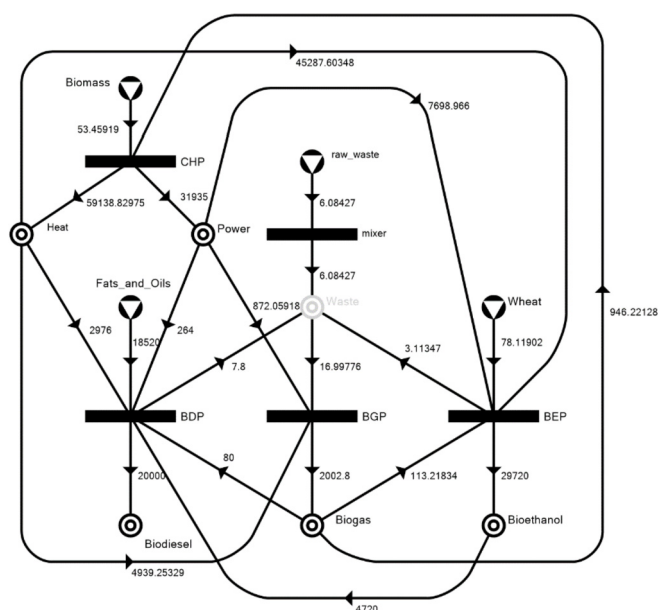 45287.60348
Biomass
7698.966
53.45919
raw_waste
CHP
59138.82975
31935
6.08427
Heat
Power
mixer
Fats_and_Oils
6.08427
Waste
Wheat
872.05918
946.22128
2976
18520
264
3.11347
78.11902
7.8
16.99776
BDP
BGP
BEP
80
20000
2002.8
113.21834
29720
Biogas
Bioethanol
Biodiesel
4939.25329
4720